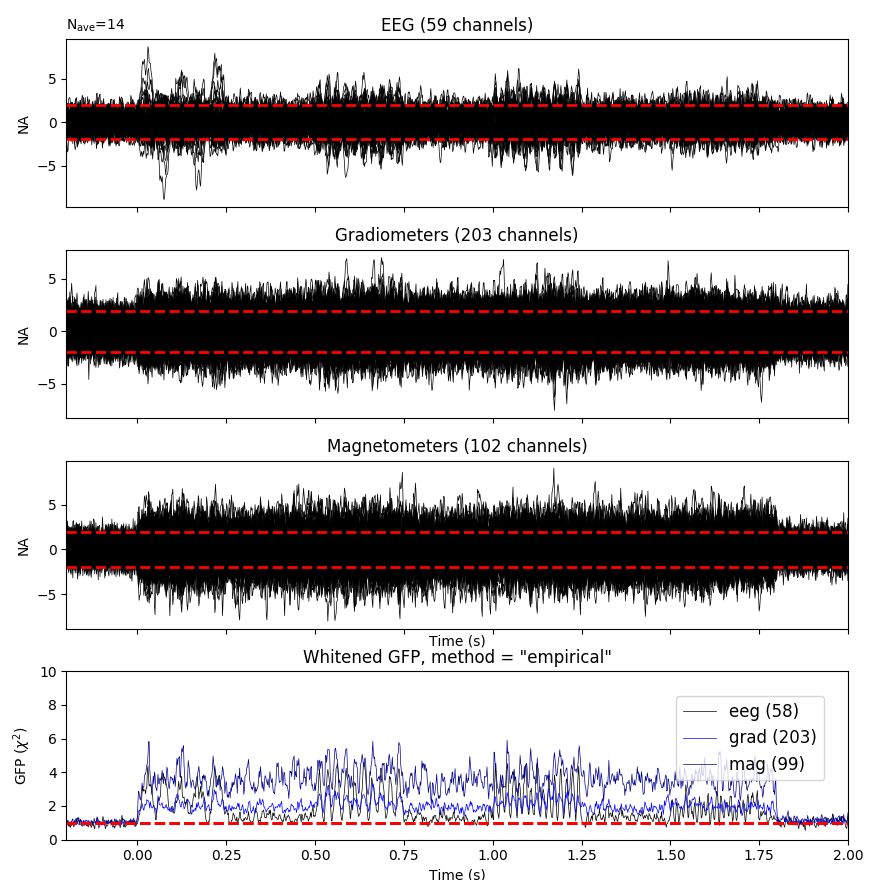 N_ave=14
EEG (59 channels)
5
0
−5
NA
Gradiometers (203 channels)
5
0
−5
NA
Magnetometers (102 channels)
5
0
−5
NA
Time (s)
Whitened GFP, method = "empirical"
10
8
6
4
2
0
GFP (χ²)
eeg (58)
grad (203)
mag (99)
0.00 0.25 0.50 0.75 1.00 1.25 1.50 1.75 2.00
Time (s)